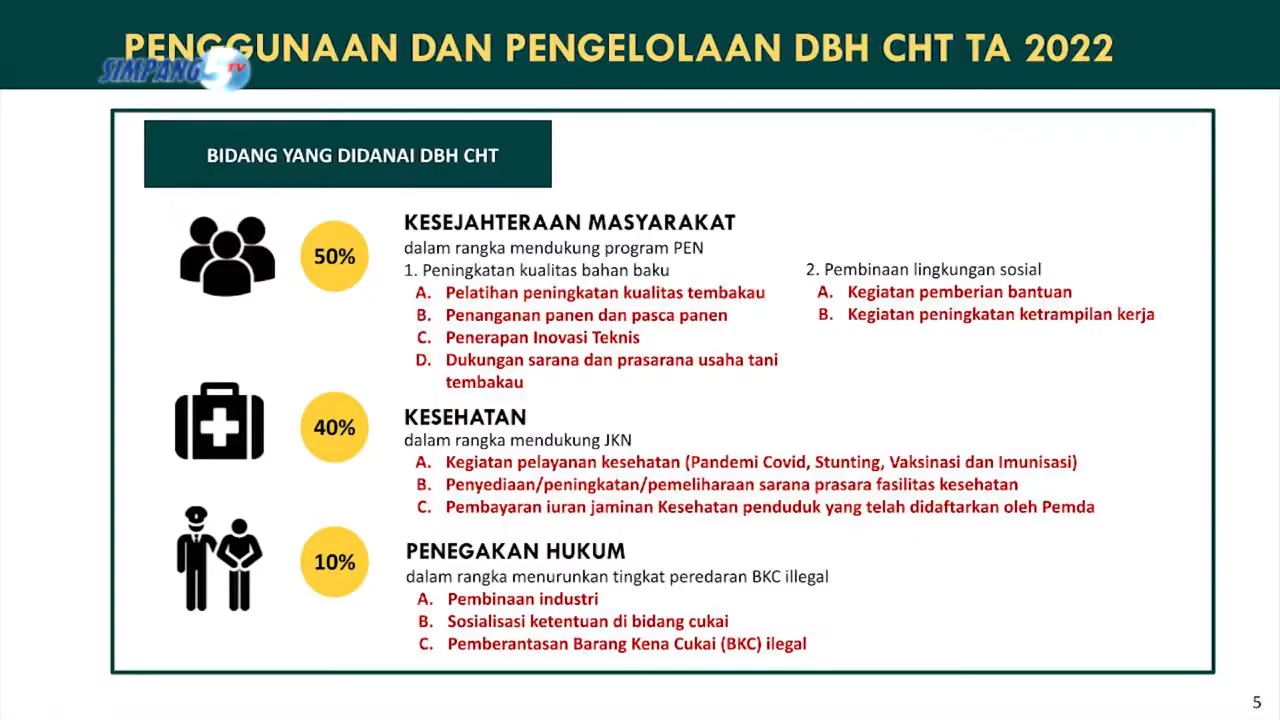 PENGGUNAAN DAN PENGELOLAAN DBH CHT TA 2022
SIMPANG5 TV
BIDANG YANG DIDANAI DBH CHT
50%
KESEJAHTERAAN MASYARAKAT
dalam rangka mendukung program PEN
1. Peningkatan kualitas bahan baku
A. Pelatihan peningkatan kualitas tembakau
B. Penanganan panen dan pasca panen
C. Penerapan Inovasi Teknis
D. Dukungan sarana dan prasarana usaha tani
tembakau
2. Pembinaan lingkungan sosial
A. Kegiatan pemberian bantuan
B. Kegiatan peningkatan ketrampilan kerja
40%
KESEHATAN
dalam rangka mendukung JKN
A. Kegiatan pelayanan kesehatan (Pandemi Covid, Stunting, Vaksinasi dan Imunisasi)
B. Penyediaan/peningkatan/pemeliharaan sarana prasara fasilitas kesehatan
C. Pembayaran iuran jaminan Kesehatan penduduk yang telah didaftarkan oleh Pemda
10%
PENEGAKAN HUKUM
dalam rangka menurunkan tingkat peredaran BKC illegal
A. Pembinaan industri
B. Sosialisasi ketentuan di bidang cukai
C. Pemberantasan Barang Kena Cukai (BKC) ilegal
5